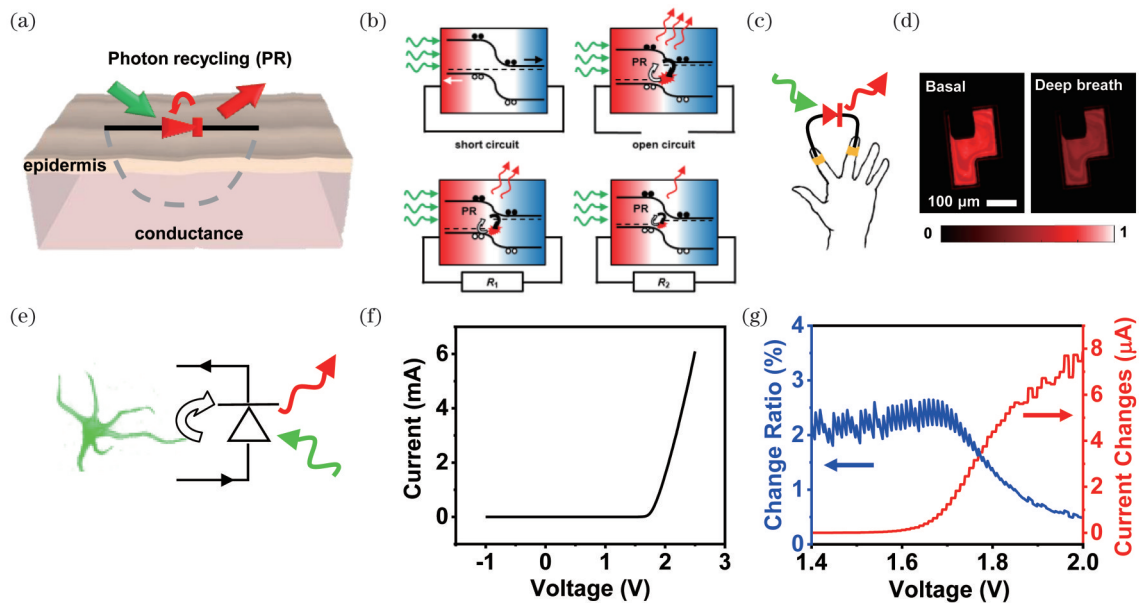 (a)
Photon recycling (PR)
epidermis
conductance
(b)
short circuit
PR
open circuit
PR
R1
PR
R2
(c)
(d)
Basal
Deep breath
100 μm
0
1
(e)
(f)
6
4
2
0
Current (mA)
-1
0
1
2
3
Voltage (V)
(g)
4
3
2
1
0
Change Ratio (%)
8
6
4
2
0
Current Changes (μA)
1.4
1.6
1.8
2.0
Voltage (V)